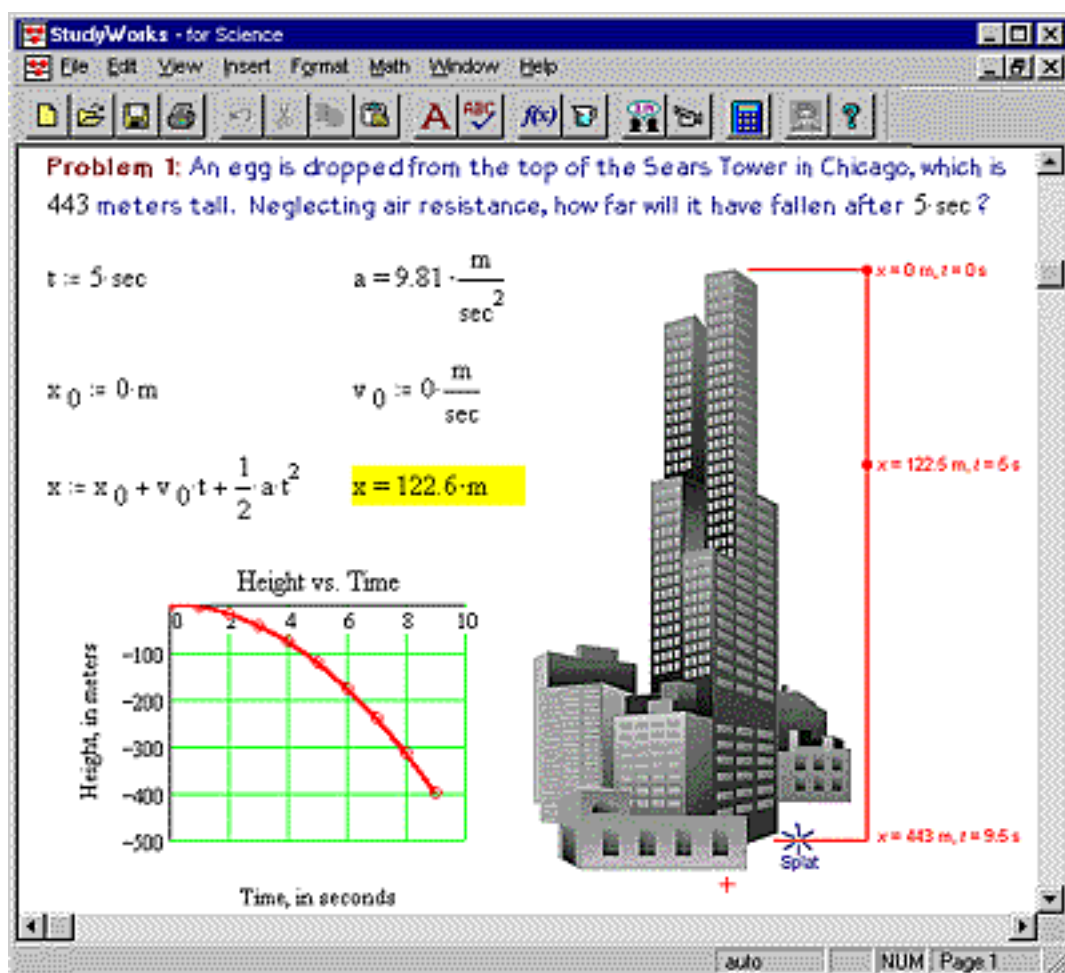 StudyWorks - for Science
File Edit View Insert Format Math Window Help
A ABC f(x) ?
Problem 1: An egg is dropped from the top of the Sears Tower in Chicago, which is
443 meters tall. Neglecting air resistance, how far will it have fallen after 5·sec ?
t := 5·sec
a = 9.81 · m/sec²
x₀ := 0·m
v₀ := 0· m/sec
x := x₀ + v₀·t + 1/2 ·a·t²
x = 122.6·m
x = 0 m, t = 0 s
x = 122.6 m, t = 5 s
x = 443 m, t = 9.5 s
Splat
Height vs. Time
0 2 4 6 8 10
-100
-200
-300
-400
-500
Height, in meters
Time, in seconds
auto NUM Page 1